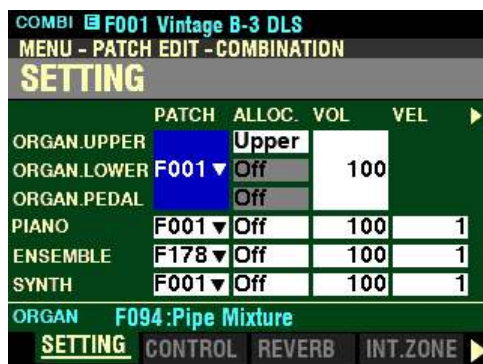 COMBI E F001 Vintage B-3 DLS
MENU - PATCH EDIT - COMBINATION
SETTING
PATCH ALLOC. VOL VEL ▶
ORGAN.UPPER Upper
ORGAN.LOWER F001 ▼ Off 100
ORGAN.PEDAL Off
PIANO F001 ▼ Off 100 1
ENSEMBLE F178 ▼ Off 100 1
SYNTH F001 ▼ Off 100 1
ORGAN F094:Pipe Mixture
SETTING CONTROL REVERB INT.ZONE ▶